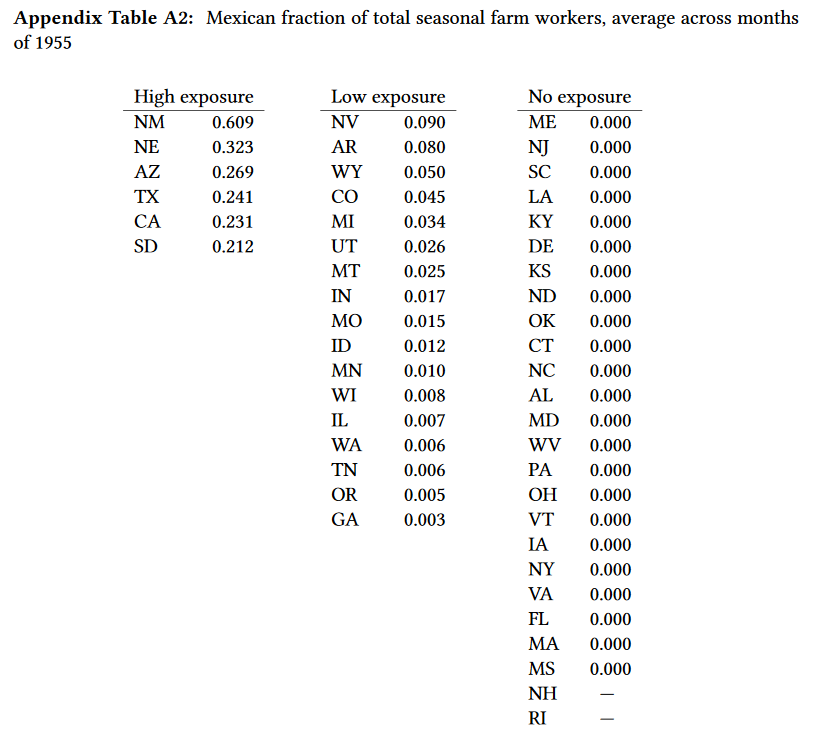 Appendix Table A2: Mexican fraction of total seasonal farm workers, average across months
of 1955
High exposure Low exposure No exposure
NM 0.609 NV 0.090 ME 0.000
NE 0.323 AR 0.080 NJ 0.000
AZ 0.269 WY 0.050 SC 0.000
TX 0.241 CO 0.045 LA 0.000
CA 0.231 MI 0.034 KY 0.000
SD 0.212 UT 0.026 DE 0.000
MT 0.025 KS 0.000
IN 0.017 ND 0.000
MO 0.015 OK 0.000
ID 0.012 CT 0.000
MN 0.010 NC 0.000
WI 0.008 AL 0.000
IL 0.007 MD 0.000
WA 0.006 WV 0.000
TN 0.006 PA 0.000
OR 0.005 OH 0.000
GA 0.003 VT 0.000
IA 0.000
NY 0.000
VA 0.000
FL 0.000
MA 0.000
MS 0.000
NH —
RI —